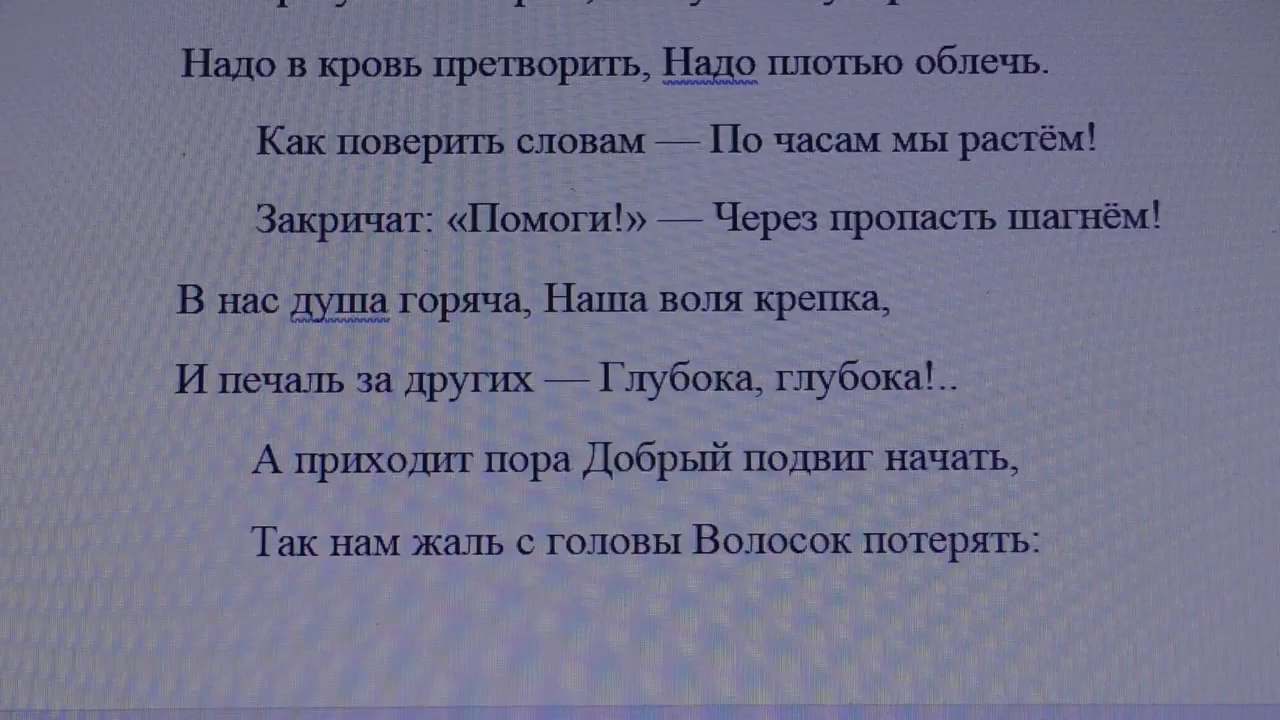 Надо в кровь претворить, Надо плотью облечь.
Как поверить словам — По часам мы растём!
Закричат: «Помоги!» — Через пропасть шагнём!
В нас душа горяча, Наша воля крепка,
И печаль за других — Глубока, глубока!..
А приходит пора Добрый подвиг начать,
Так нам жаль с головы Волосок потерять: